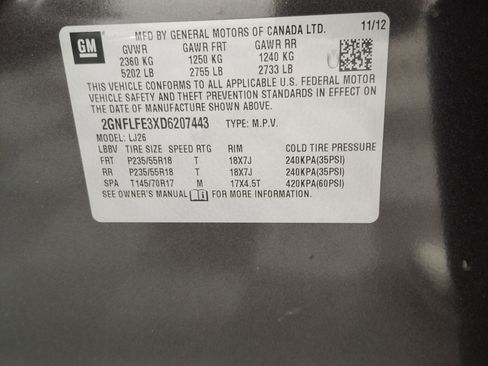 GM
MFD BY GENERAL MOTORS OF CANADA LTD.
11/12
GVWR GAWR FRT GAWR RR
2360 KG 1250 KG 1240 KG
5202 LB 2755 LB 2733 LB
THIS VEHICLE CONFORMS TO ALL APPLICABLE U.S. FEDERAL MOTOR
VEHICLE SAFETY AND THEFT PREVENTION STANDARDS IN EFFECT ON
THE DATE OF MANUFACTURE SHOWN ABOVE.
2GNFLFE3XD6207443 TYPE: M.P.V.
MODEL: LJ26
LBBV TIRE SIZE SPEED RTG RIM COLD TIRE PRESSURE
FRT P235/55R18 T 18X7J 240KPA(35PSI)
RR P235/55R18 T 18X7J 240KPA(35PSI)
SPA T145/70R17 M 17X4.5T 420KPA(60PSI)
SEE OWNER'S MANUAL FOR MORE INFORMATION.